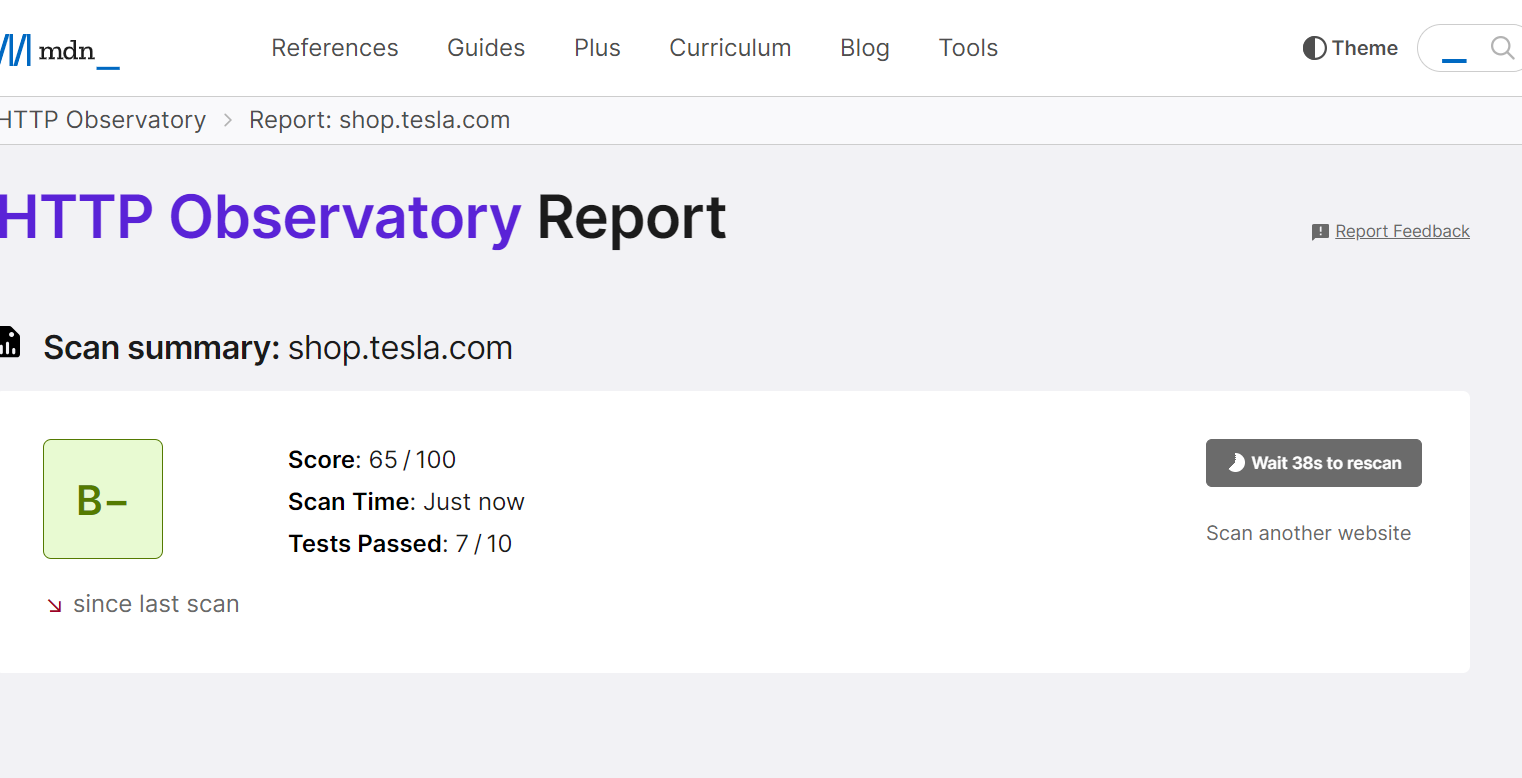 mdn_
References Guides Plus Curriculum Blog Tools
Theme
HTTP Observatory > Report: shop.tesla.com
HTTP Observatory Report
Report Feedback
Scan summary: shop.tesla.com
B–
Score: 65 / 100
Scan Time: Just now
Tests Passed: 7 / 10
since last scan
Wait 38s to rescan
Scan another website